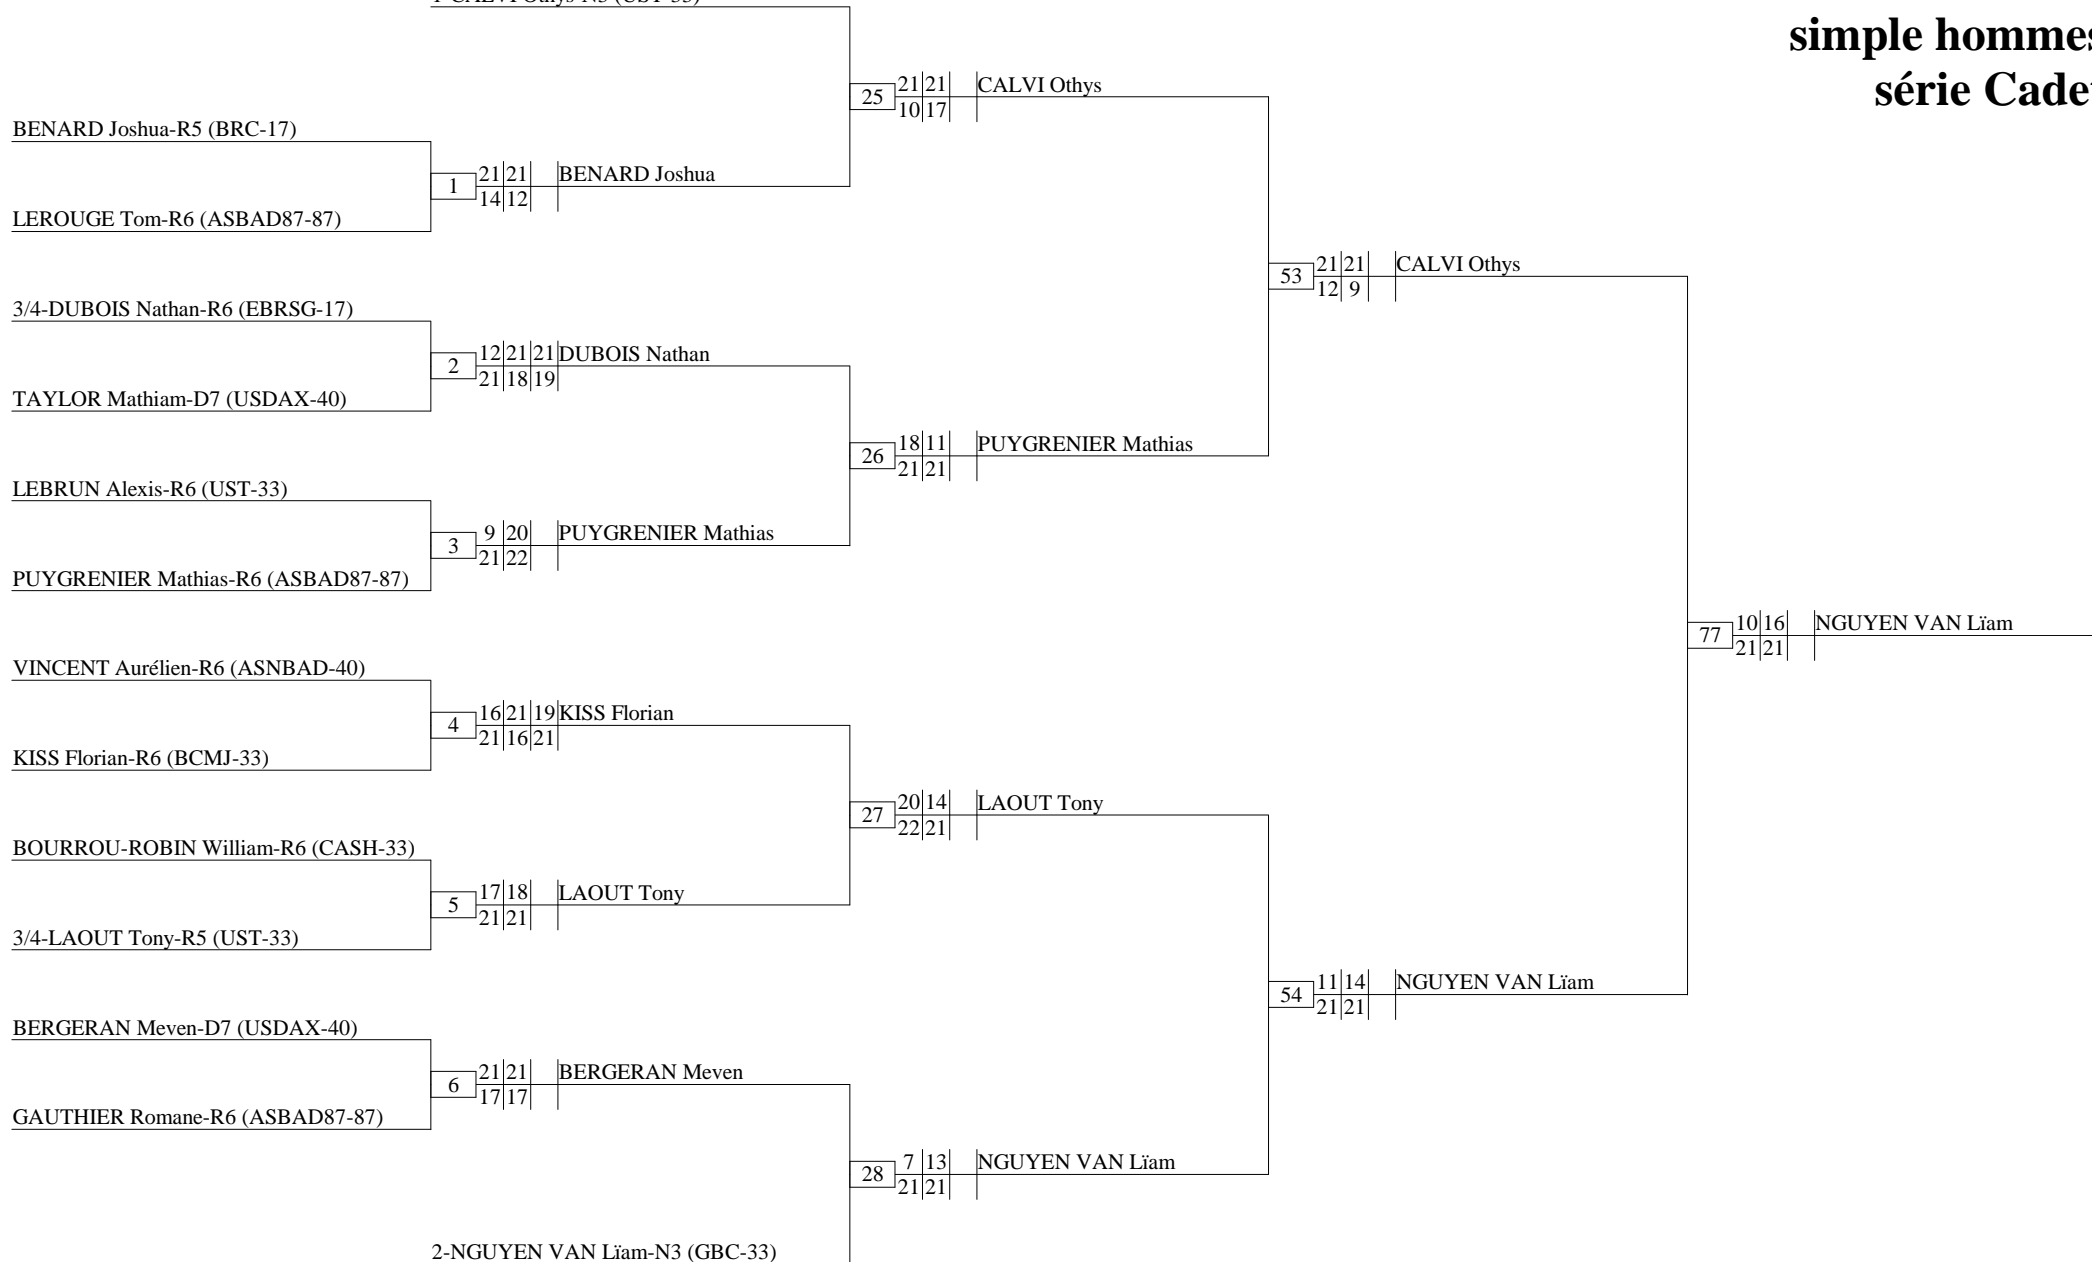 simple hommes
série Cadet
BENARD Joshua-R5 (BRC-17)
LEROUGE Tom-R6 (ASBAD87-87)
3/4-DUBOIS Nathan-R6 (EBRSG-17)
TAYLOR Mathiam-D7 (USDAX-40)
LEBRUN Alexis-R6 (UST-33)
PUYGRENIER Mathias-R6 (ASBAD87-87)
VINCENT Aurélien-R6 (ASNBAD-40)
KISS Florian-R6 (BCMJ-33)
BOURROU-ROBIN William-R6 (CASH-33)
3/4-LAOUT Tony-R5 (UST-33)
BERGERAN Meven-D7 (USDAX-40)
GAUTHIER Romane-R6 (ASBAD87-87)
1 21 21 BENARD Joshua
14 12
2 12 21 21 DUBOIS Nathan
21 18 19
3 9 20 PUYGRENIER Mathias
21 22
4 16 21 19 KISS Florian
21 16 21
5 17 18 LAOUT Tony
21 21
6 21 21 BERGERAN Meven
17 17
2-NGUYEN VAN Lïam-N3 (GBC-33)
25 21 21 CALVI Othys
10 17
26 18 11 PUYGRENIER Mathias
21 21
27 20 14 LAOUT Tony
22 21
28 7 13 NGUYEN VAN Lïam
21 21
53 21 21 CALVI Othys
12 9
54 11 14 NGUYEN VAN Lïam
21 21
77 10 16 NGUYEN VAN Lïam
21 21